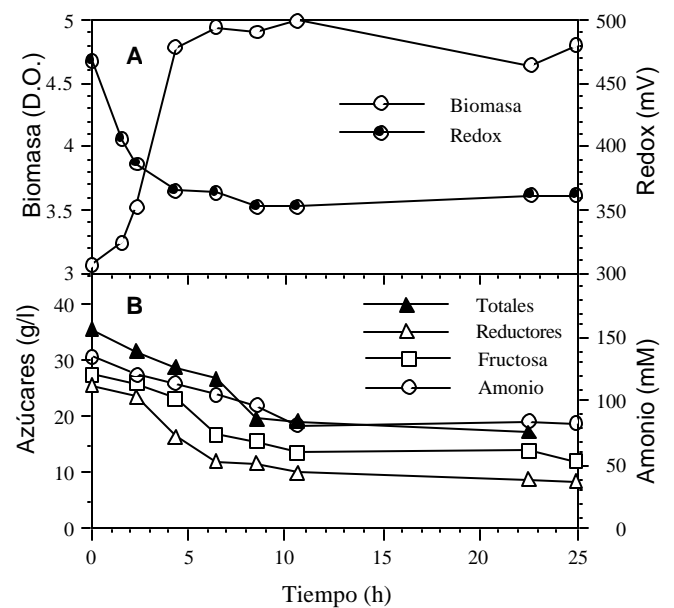 5
500
A
4.5
450
Biomasa
Redox
4
400
3.5
350
3
300
Biomasa (D.O.)
Redox (mV)
B
40
Totales
Reductores
Fructosa
Amonio
150
30
100
20
50
10
0
0
Azúcares (g/l)
Amonio (mM)
0
5
10
15
20
25
Tiempo (h)